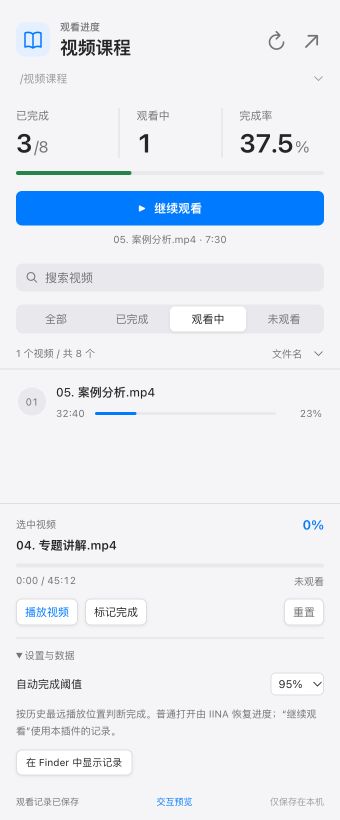 观看进度
视频课程
/视频课程
已完成
观看中
完成率
3/8
1
37.5%
继续观看
05. 案例分析.mp4 · 7:30
搜索视频
全部
已完成
观看中
未观看
1 个视频 / 共 8 个
文件名
01
05. 案例分析.mp4
32:40
23%
选中视频
0%
04. 专题讲解.mp4
0:00 / 45:12
未观看
播放视频
标记完成
重置
▼设置与数据
自动完成阈值
95%
按历史最远播放位置判断完成。普通打开由 IINA 恢复进度；“继续观
看”使用本插件的记录。
在 Finder 中显示记录
观看记录已保存
交互预览
仅保存在本机